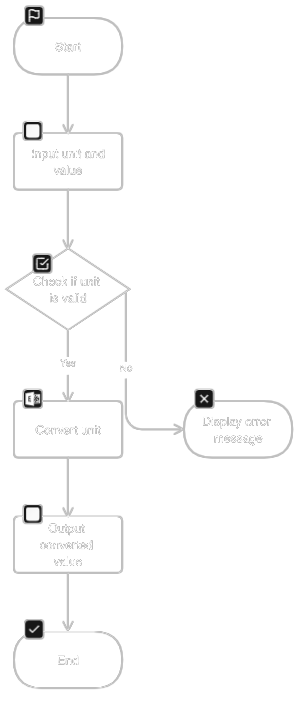 Start
Input unit and
value
Check if unit
is valid
Yes
No
Convert unit
Display error
message
Output
converted
value
End